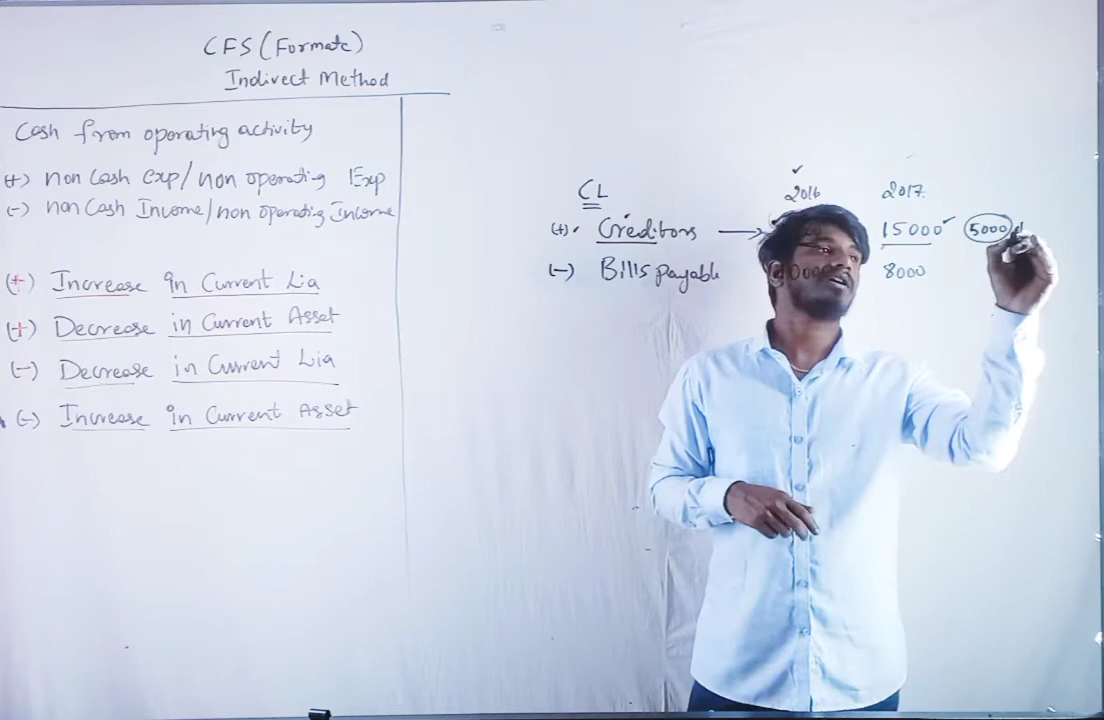 CFS (Formate)
Indirect Method
Cash from operating activity
(+) non Cash exp/non operating Exp
(-) non Cash Income/non operating Income
(+) Increase in Current Lia
(+) Decrease in Current Asset
(-) Decrease in Current Lia
(-) Increase in Current Asset
CL 2016 2017
(+) Creditors → 15000 5000
(-) Bills payable 8000